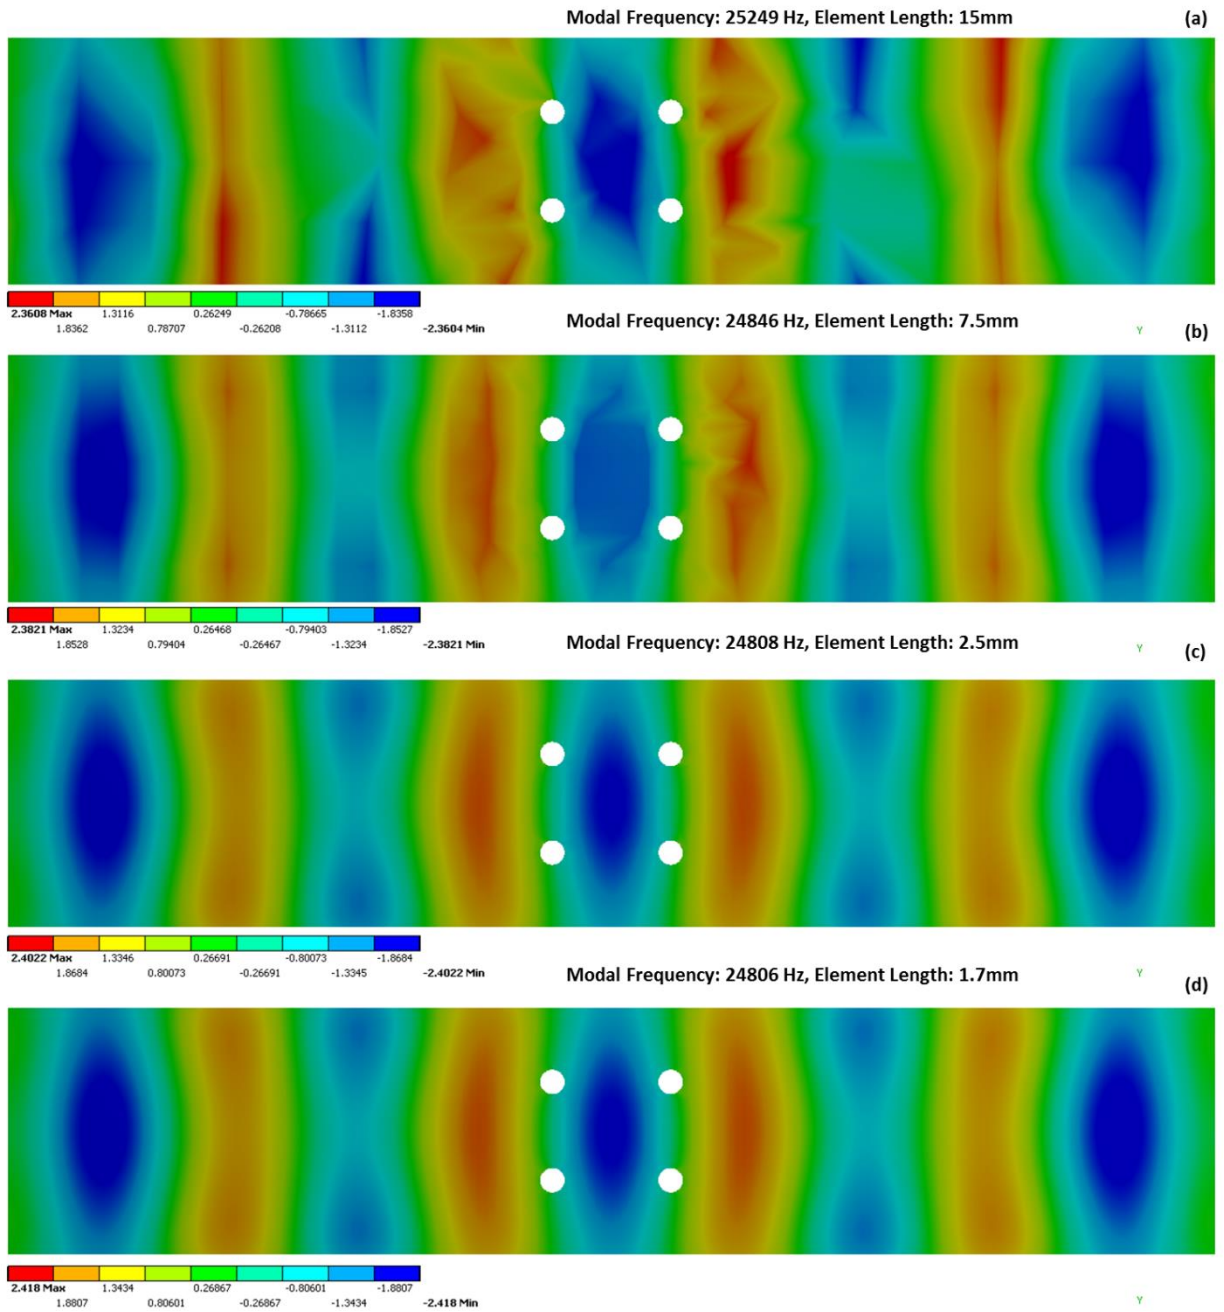 Modal Frequency: 25249 Hz, Element Length: 15mm (a)
2.3608 Max 1.3116 0.26249 -0.78665 -1.8358
1.8362 0.78707 -0.26208 -1.3112 -2.3604 Min
Modal Frequency: 24846 Hz, Element Length: 7.5mm Y (b)
2.3821 Max 1.3234 0.26468 -0.79403 -1.8527
1.8528 0.79404 -0.26467 -1.3234 -2.3821 Min
Modal Frequency: 24808 Hz, Element Length: 2.5mm Y (c)
2.4022 Max 1.3346 0.26691 -0.80073 -1.8684
1.8684 0.80073 -0.26691 -1.3345 -2.4022 Min
Modal Frequency: 24806 Hz, Element Length: 1.7mm Y (d)
2.418 Max 1.3434 0.26867 -0.80601 -1.8807
1.8807 0.80601 -0.26867 -1.3434 -2.418 Min Y